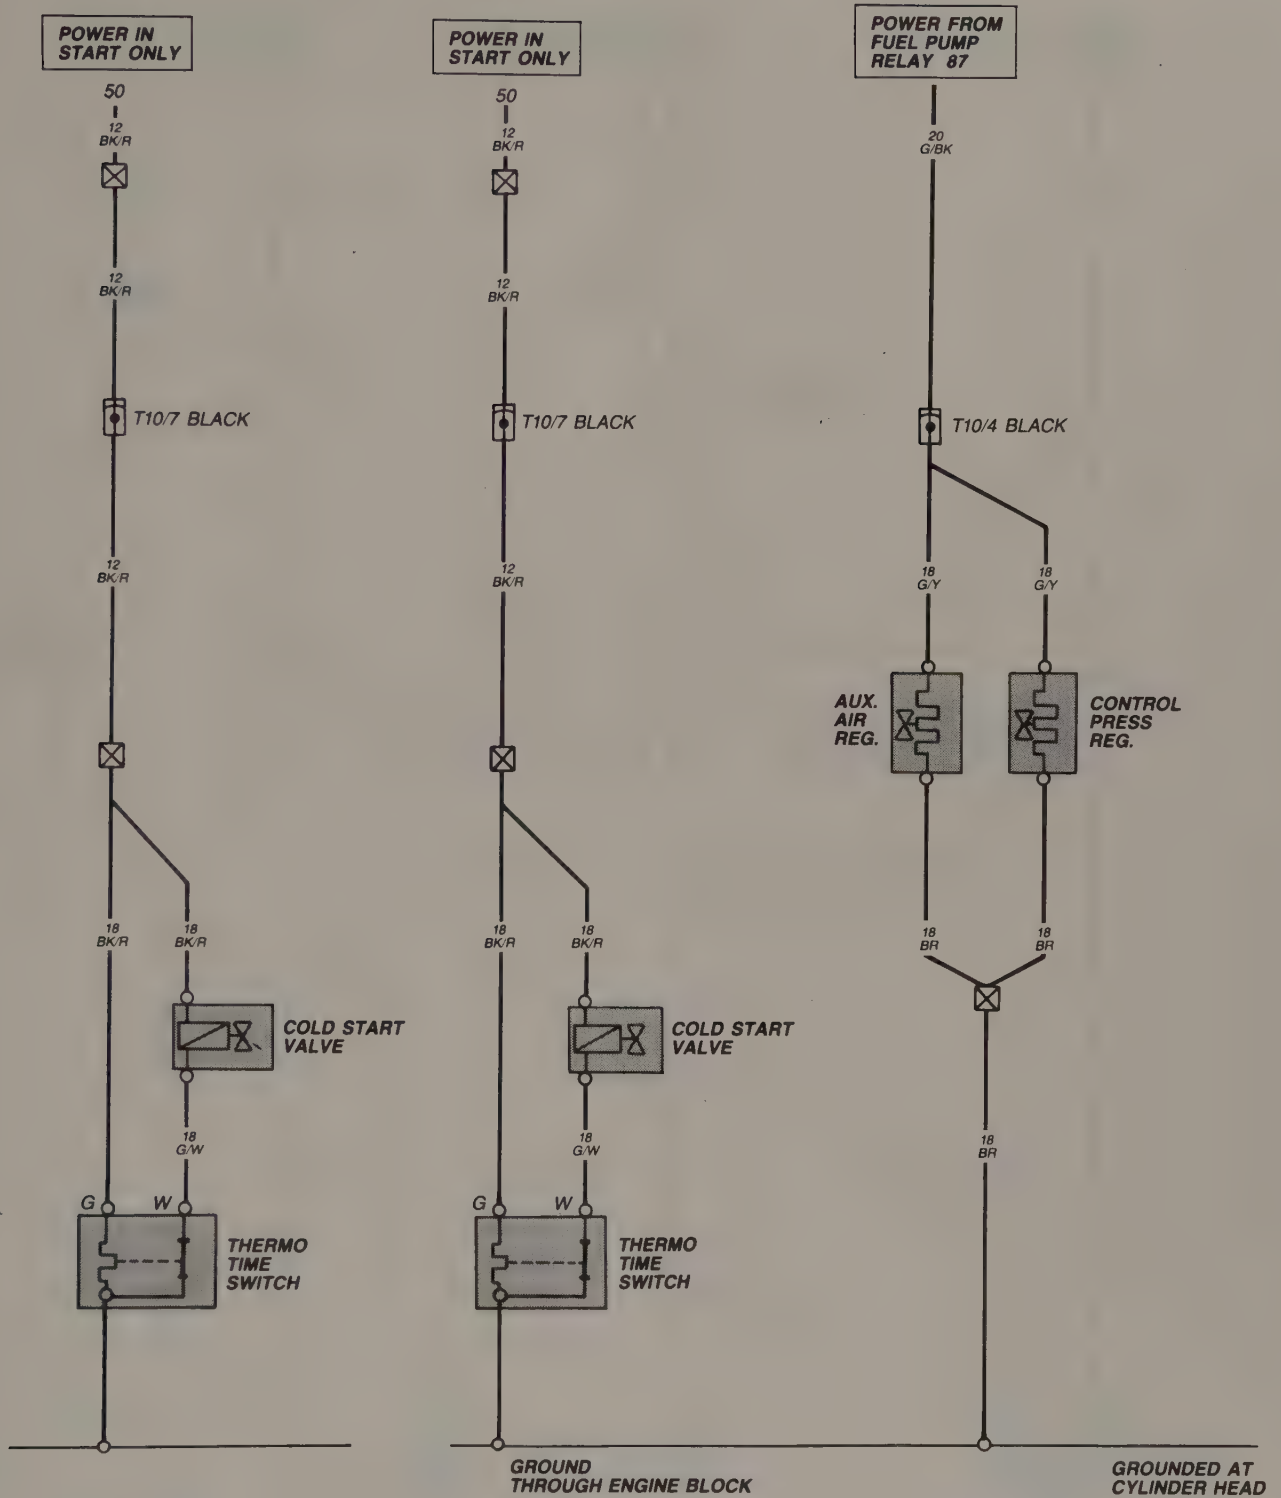 POWER IN
START ONLY
50
12
BK/R
12
BK/R
T10/7 BLACK
12
BK/R
18
BK/R
18
BK/R
COLD START
VALVE
18
G/W
G
W
THERMO
TIME
SWITCH
POWER IN
START ONLY
50
12
BK/R
12
BK/R
T10/7 BLACK
12
BK/R
18
BK/R
18
BK/R
COLD START
VALVE
18
G/W
G
W
THERMO
TIME
SWITCH
GROUND
THROUGH ENGINE BLOCK
POWER FROM
FUEL PUMP
RELAY 87
20
G/BK
T10/4 BLACK
18
G/Y
18
G/Y
AUX.
AIR
REG.
CONTROL
PRESS
REG.
18
BR
18
BR
18
BR
GROUNDED AT
CYLINDER HEAD